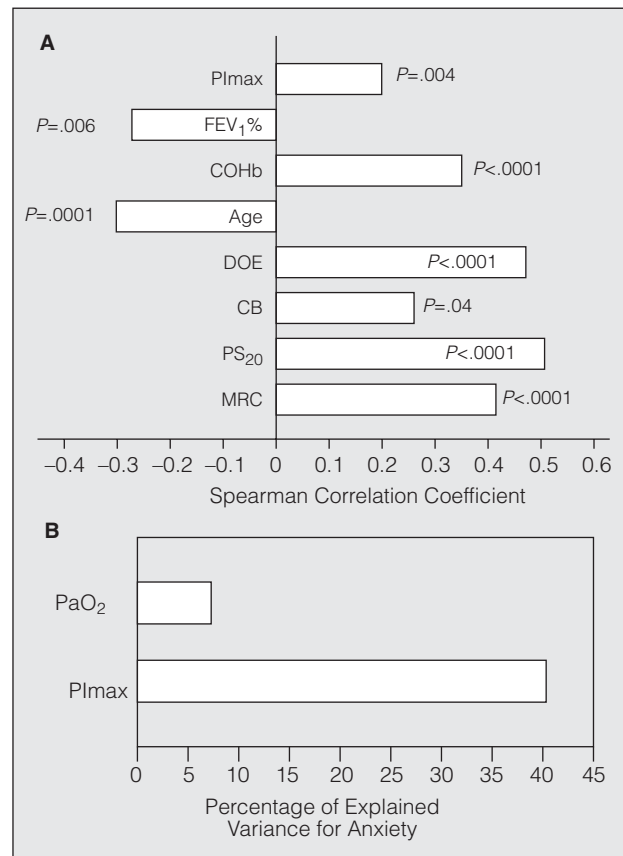 A
PImax P=.004
P=.006 FEV₁%
COHb P<.0001
P=.0001 Age
DOE P<.0001
CB P=.04
PS₂₀ P<.0001
MRC P<.0001
–0.4 –0.3 –0.2 –0.1 0 0.1 0.2 0.3 0.4 0.5 0.6
Spearman Correlation Coefficient
B
PaO₂
PImax
0 5 10 15 20 25 30 35 40 45
Percentage of Explained
Variance for Anxiety